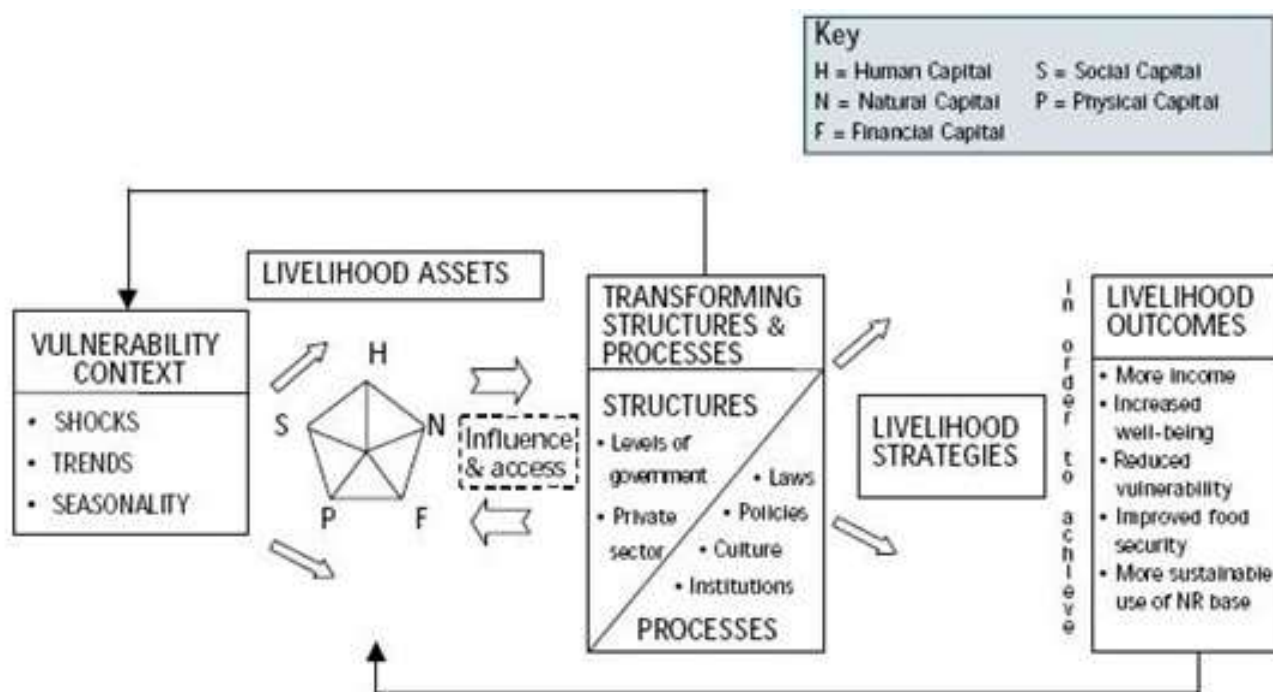 Key
H = Human Capital S = Social Capital
N = Natural Capital P = Physical Capital
F = Financial Capital
LIVELIHOOD ASSETS
VULNERABILITY
CONTEXT
• SHOCKS
• TRENDS
• SEASONALITY
H
S
N
P
F
Influence
& access
TRANSFORMING
STRUCTURES &
PROCESSES
STRUCTURES
• Levels of
government
• Private
sector
• Laws
• Policies
• Culture
• Institutions
PROCESSES
LIVELIHOOD
STRATEGIES
in order to achieve
LIVELIHOOD
OUTCOMES
• More income
• Increased
well-being
• Reduced
vulnerability
• Improved food
security
• More sustainable
use of NR base